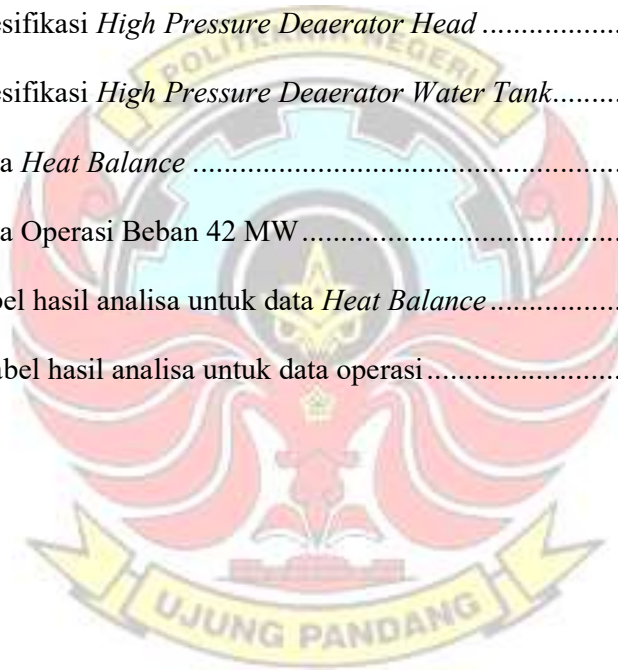 POLITEKNIK NEGERI
esifikasi High Pressure Deaerator Head ..................
esifikasi High Pressure Deaerator Water Tank.........
a Heat Balance ..............................................................
a Operasi Beban 42 MW ..............................................
bel hasil analisa untuk data Heat Balance ...................
abel hasil analisa untuk data operasi ...........................
UJUNG PANDANG